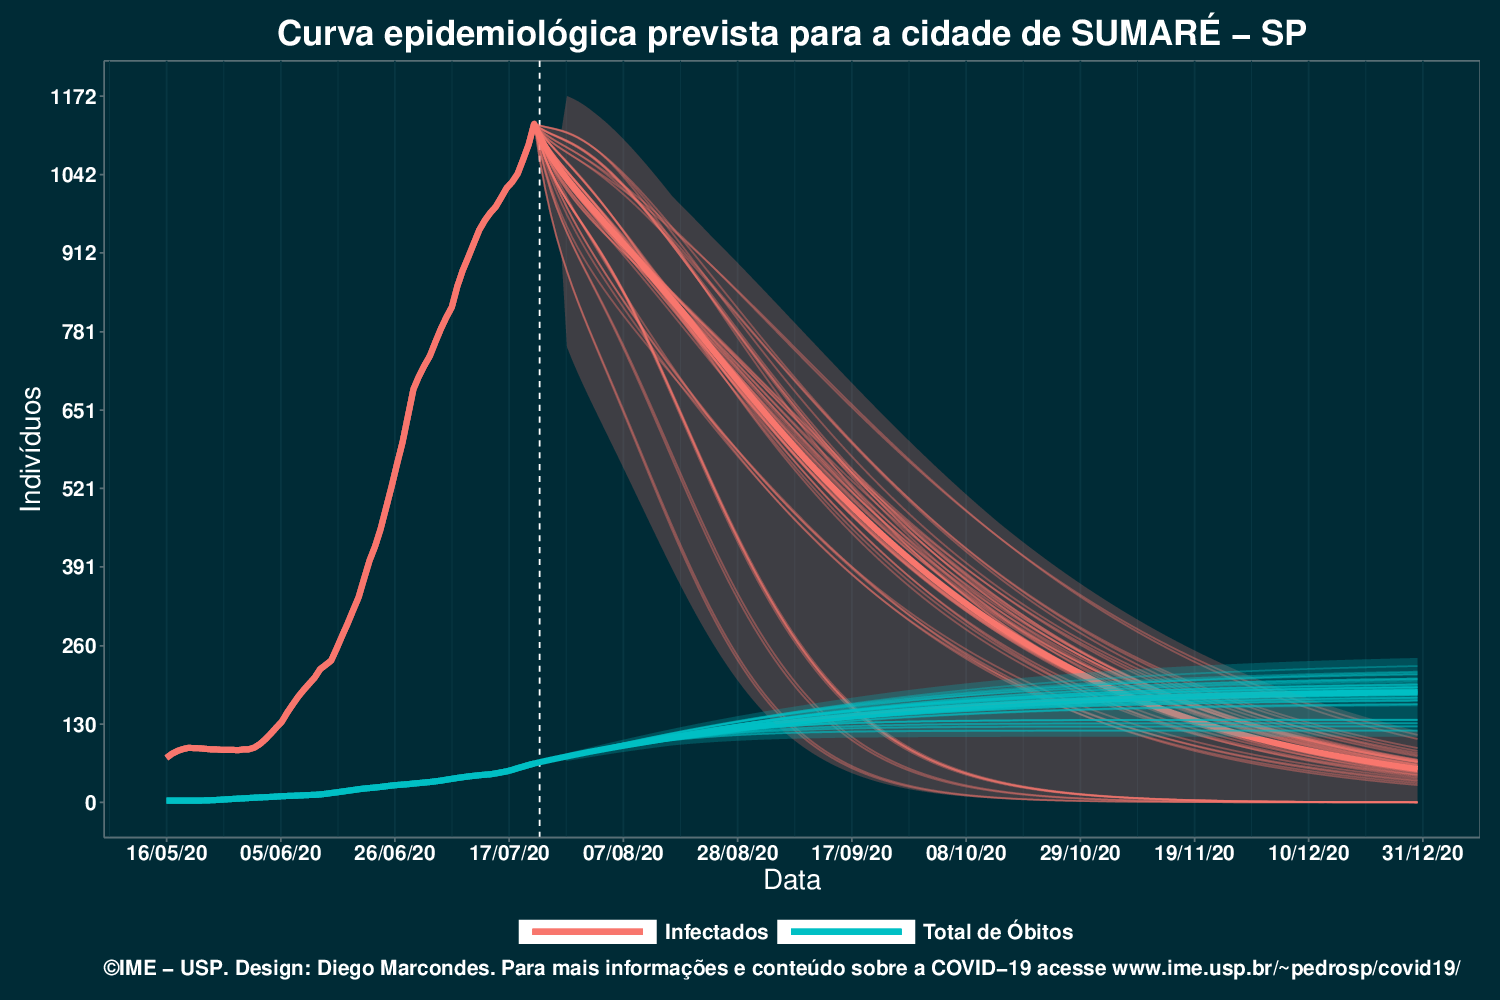 Curva epidemiológica prevista para a cidade de SUMARÉ – SP
1172
1042
912
781
651
521
391
260
130
0
Indivíduos
16/05/20 05/06/20 26/06/20 17/07/20 07/08/20 28/08/20 17/09/20 08/10/20 29/10/20 19/11/20 10/12/20 31/12/20
Data
Infectados Total de Óbitos
©IME – USP. Design: Diego Marcondes. Para mais informações e conteúdo sobre a COVID–19 acesse www.ime.usp.br/~pedrosp/covid19/